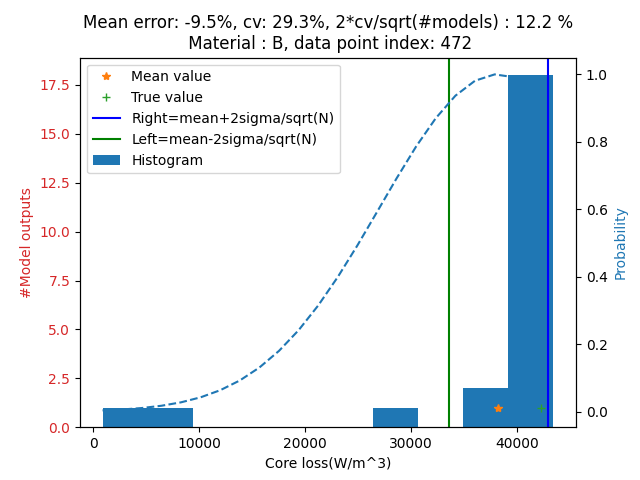 Mean error: -9.5%, cv: 29.3%, 2*cv/sqrt(#models) : 12.2 %
Material : B, data point index: 472
Mean value
True value
Right=mean+2sigma/sqrt(N)
Left=mean-2sigma/sqrt(N)
Histogram
17.5
15.0
12.5
10.0
7.5
5.0
2.5
0.0
#Model outputs
1.0
0.8
0.6
0.4
0.2
0.0
Probability
0 10000 20000 30000 40000
Core loss(W/m^3)